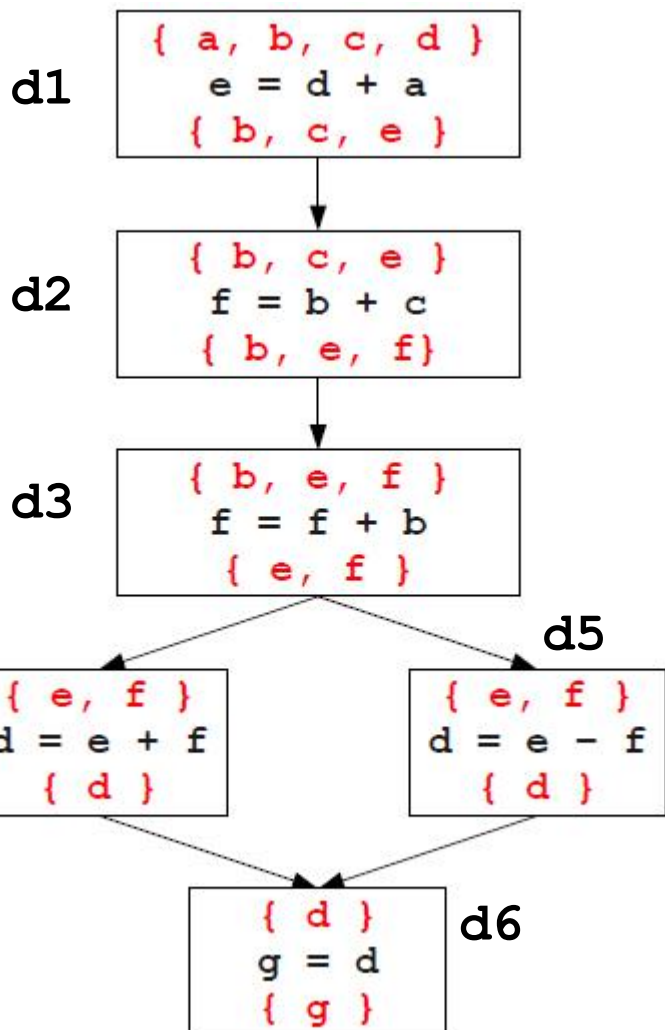 { a, b, c, d }
d1
e = d + a
{ b, c, e }
{ b, c, e }
d2
f = b + c
{ b, e, f}
{ b, e, f }
d3
f = f + b
{ e, f }
d5
{ e, f }
d = e + f
{ d }
{ e, f }
d = e - f
{ d }
{ d }
d6
g = d
{ g }